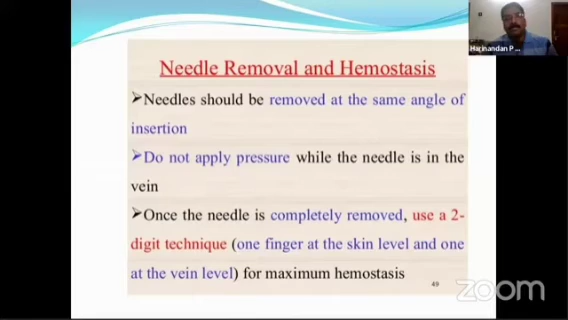 Harinandan P ...
Needle Removal and Hemostasis
➢Needles should be removed at the same angle of
insertion
➢Do not apply pressure while the needle is in the
vein
➢Once the needle is completely removed, use a 2-
digit technique (one finger at the skin level and one
at the vein level) for maximum hemostasis
49
zoom